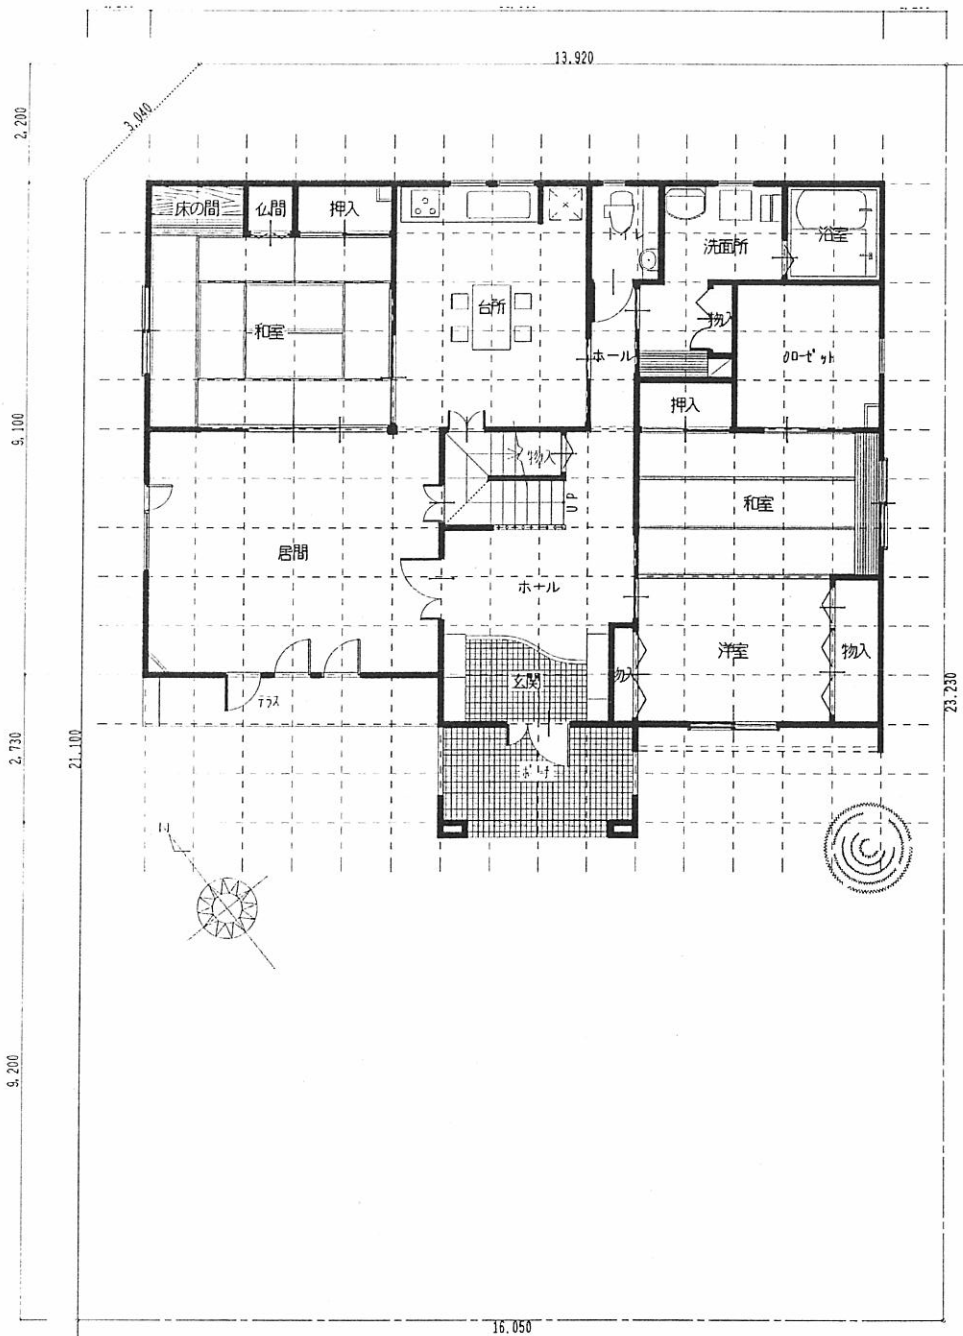 13,920
3,040
2,200
床の間
仏間
押入
トイレ
洗面所
浴室
台所
和室
物入
ホール
クローゼット
押入
9,100
物入
UP
和室
居間
ホール
洋室
物入
物入
玄関
テラス
ポーチ
2,730
21,100
23,230
9,200
16,050